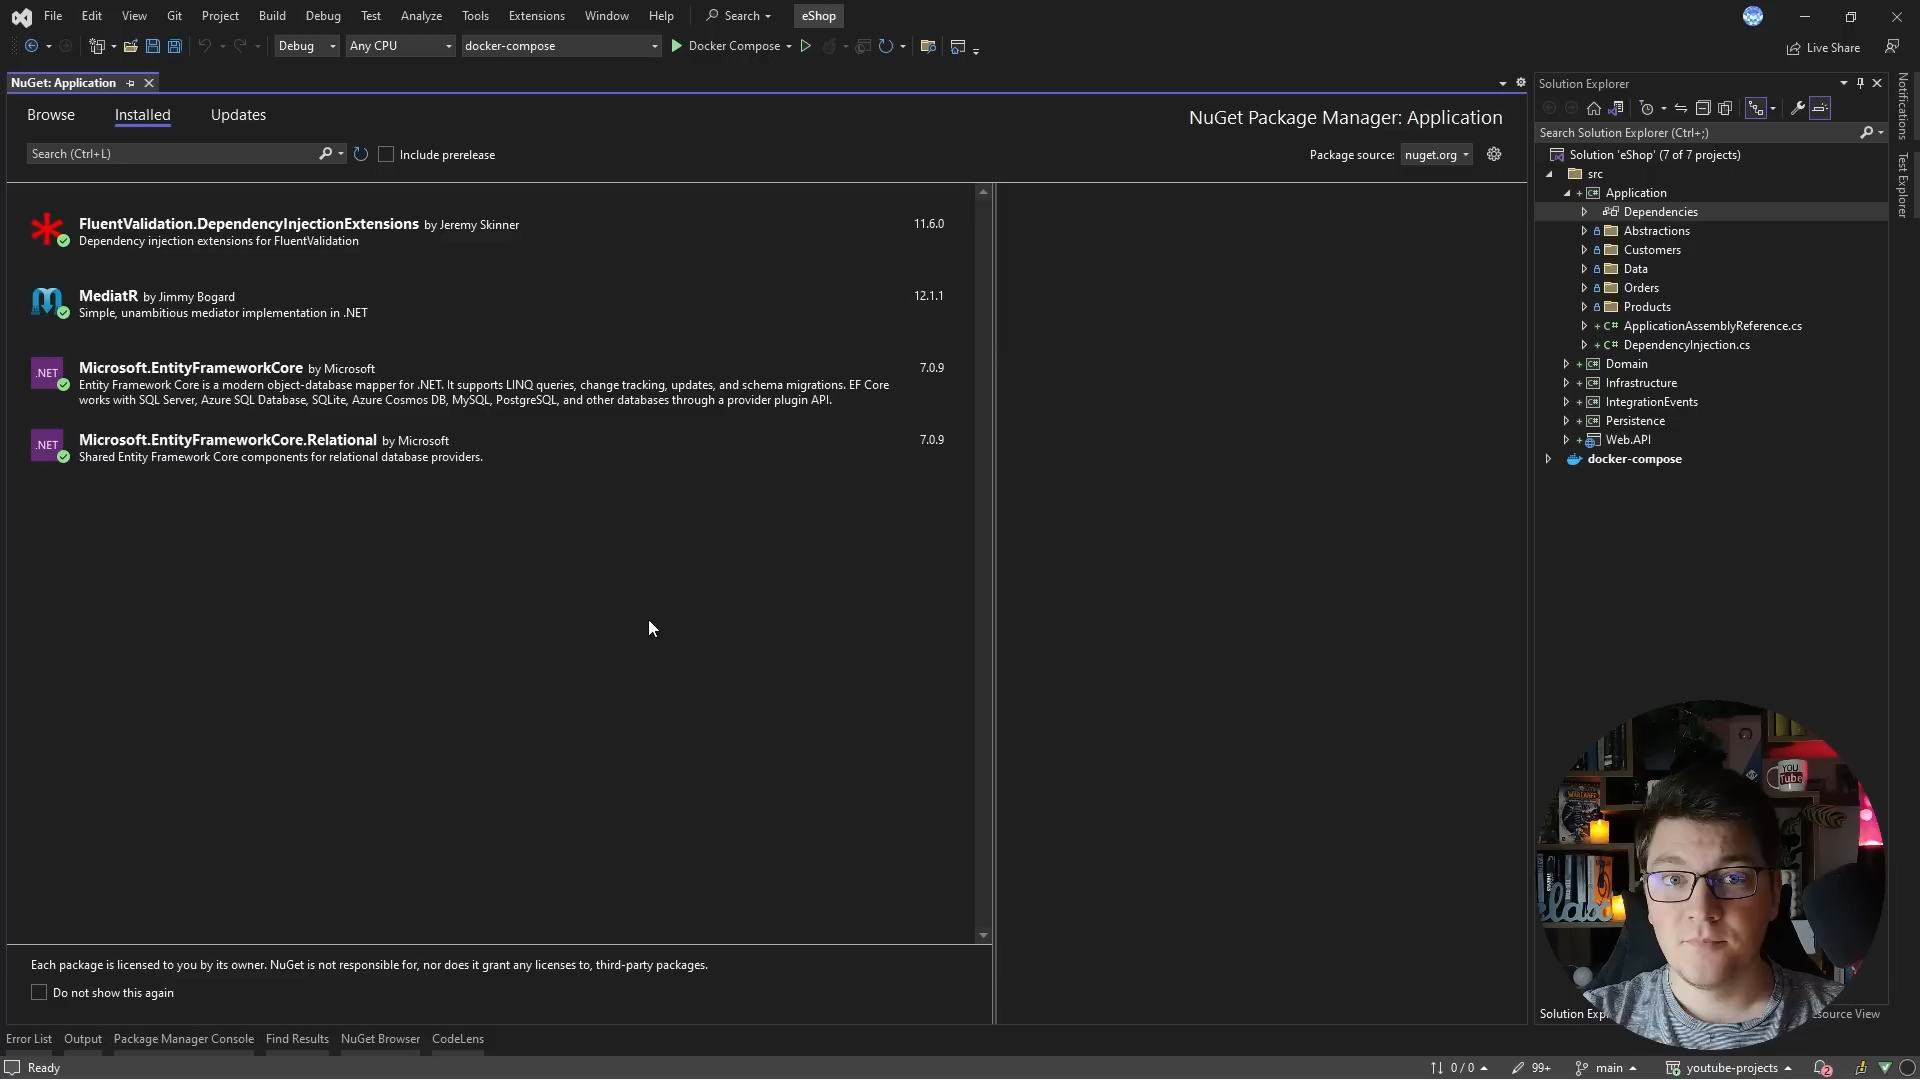 File Edit View Git Project Build Debug Test Analyze Tools Extensions Window Help Search eShop
Debug Any CPU docker-compose Docker Compose Live Share
NuGet: Application
Browse Installed Updates
NuGet Package Manager: Application
Search (Ctrl+L) Include prerelease
Package source: nuget.org
FluentValidation.DependencyInjectionExtensions by Jeremy Skinner 11.6.0
Dependency injection extensions for FluentValidation
MediatR by Jimmy Bogard 12.1.1
Simple, unambitious mediator implementation in .NET
.NET
Microsoft.EntityFrameworkCore by Microsoft 7.0.9
Entity Framework Core is a modern object-database mapper for .NET. It supports LINQ queries, change tracking, updates, and schema migrations. EF Core
works with SQL Server, Azure SQL Database, SQLite, Azure Cosmos DB, MySQL, PostgreSQL, and other databases through a provider plugin API.
.NET
Microsoft.EntityFrameworkCore.Relational by Microsoft 7.0.9
Shared Entity Framework Core components for relational database providers.
Each package is licensed to you by its owner. NuGet is not responsible for, nor does it grant any licenses to, third-party packages.
Do not show this again
Solution Explorer
Search Solution Explorer (Ctrl+;)
Solution 'eShop' (7 of 7 projects)
src
C# Application
Dependencies
Abstractions
Customers
Data
Orders
Products
C# ApplicationAssemblyReference.cs
C# DependencyInjection.cs
C# Domain
C# Infrastructure
C# IntegrationEvents
C# Persistence
Web.API
docker-compose
Notifications
Test Explorer
YOU
Tube
WARCRAFT
Solution Exp
source View
Error List Output Package Manager Console Find Results NuGet Browser CodeLens
Ready 0 / 0 99+ main youtube-projects 2